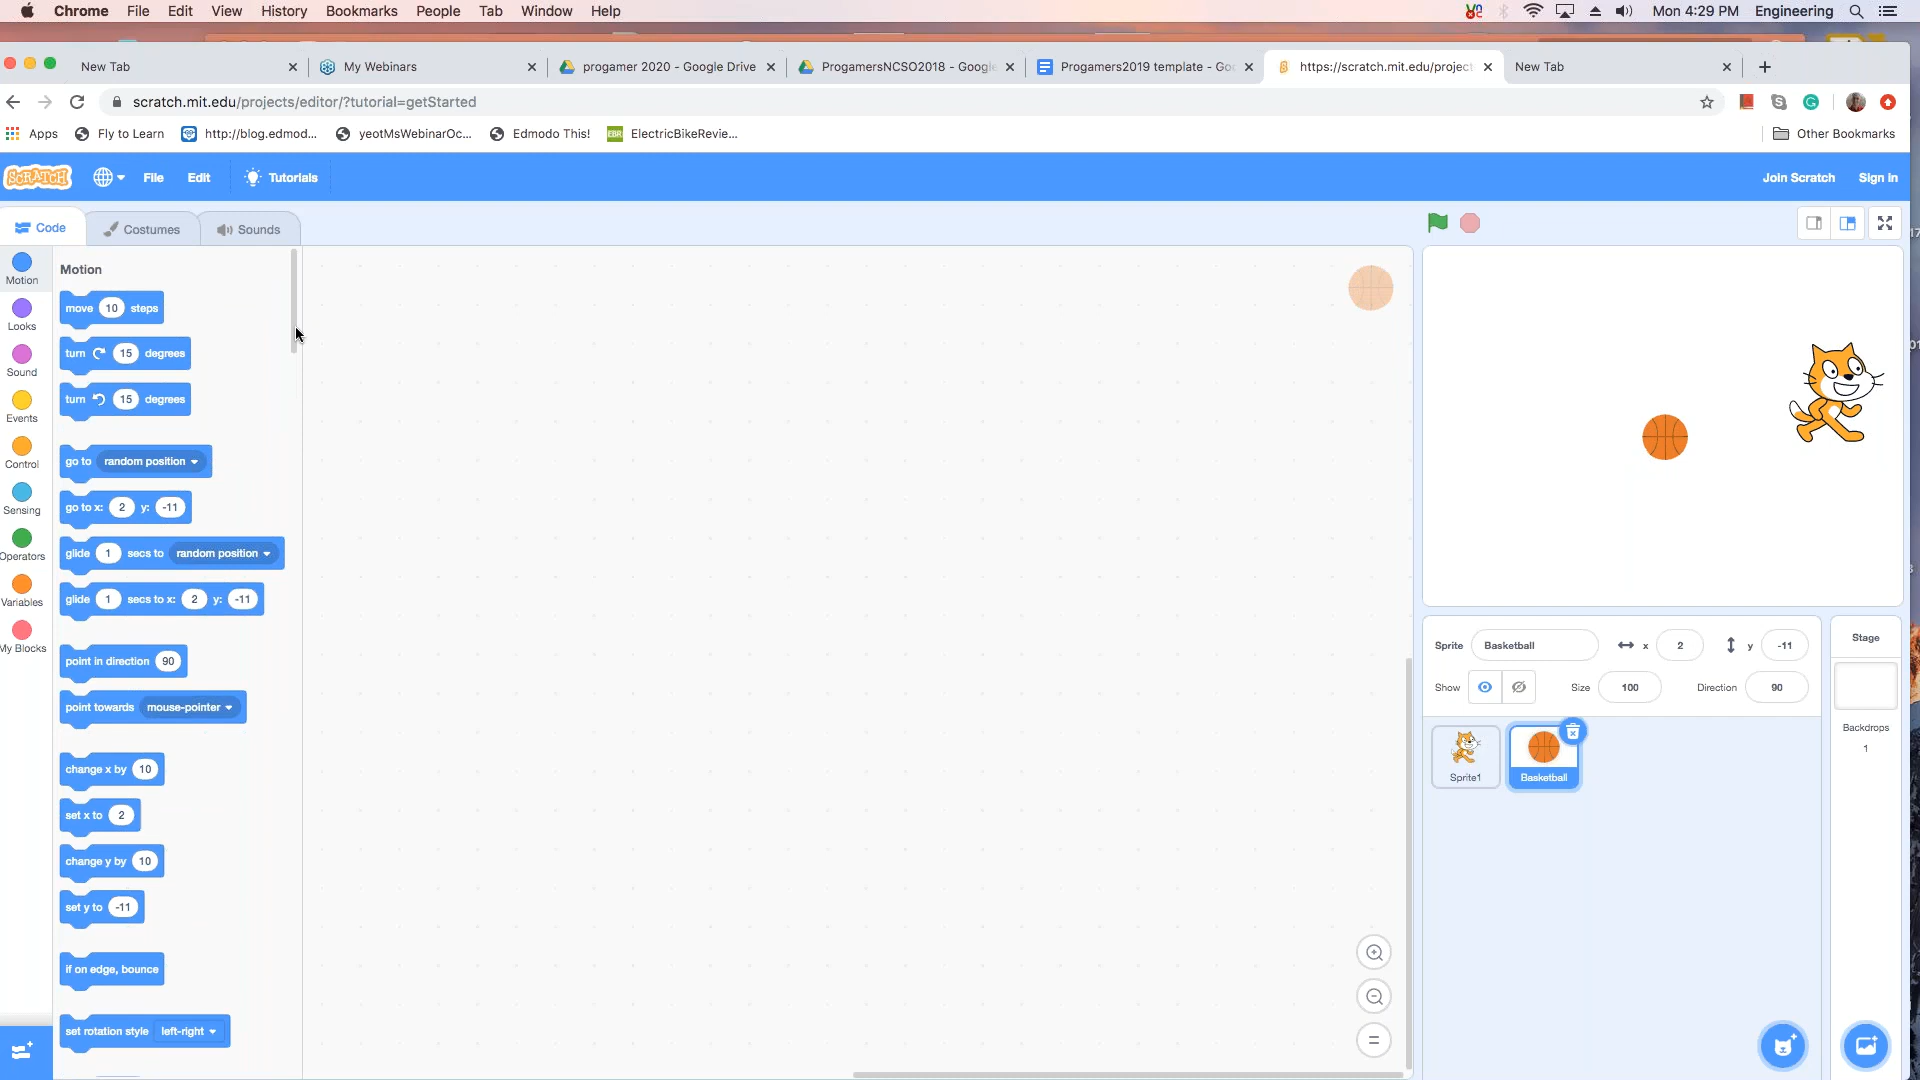 Chrome File Edit View History Bookmarks People Tab Window Help Mon 4:29 PM Engineering
New Tab My Webinars progamer 2020 - Google Drive ProgamersNCSO2018 - Google Progamers2019 template - Goo https://scratch.mit.edu/project New Tab
scratch.mit.edu/projects/editor/?tutorial=getStarted
Apps Fly to Learn http://blog.edmod... yeotMsWebinarOc... Edmodo This! EBR ElectricBikeRevie... Other Bookmarks
SCRATCH File Edit Tutorials Join Scratch Sign in
Code Costumes Sounds
Motion
Looks
Sound
Events
Control
Sensing
Operators
Variables
My Blocks
Motion
move 10 steps
turn 15 degrees
turn 15 degrees
go to random position
go to x: 2 y: -11
glide 1 secs to random position
glide 1 secs to x: 2 y: -11
point in direction 90
point towards mouse-pointer
change x by 10
set x to 2
change y by 10
set y to -11
if on edge, bounce
set rotation style left-right
Sprite Basketball x 2 y -11
Show Size 100 Direction 90
Sprite1 Basketball
Stage
Backdrops
1